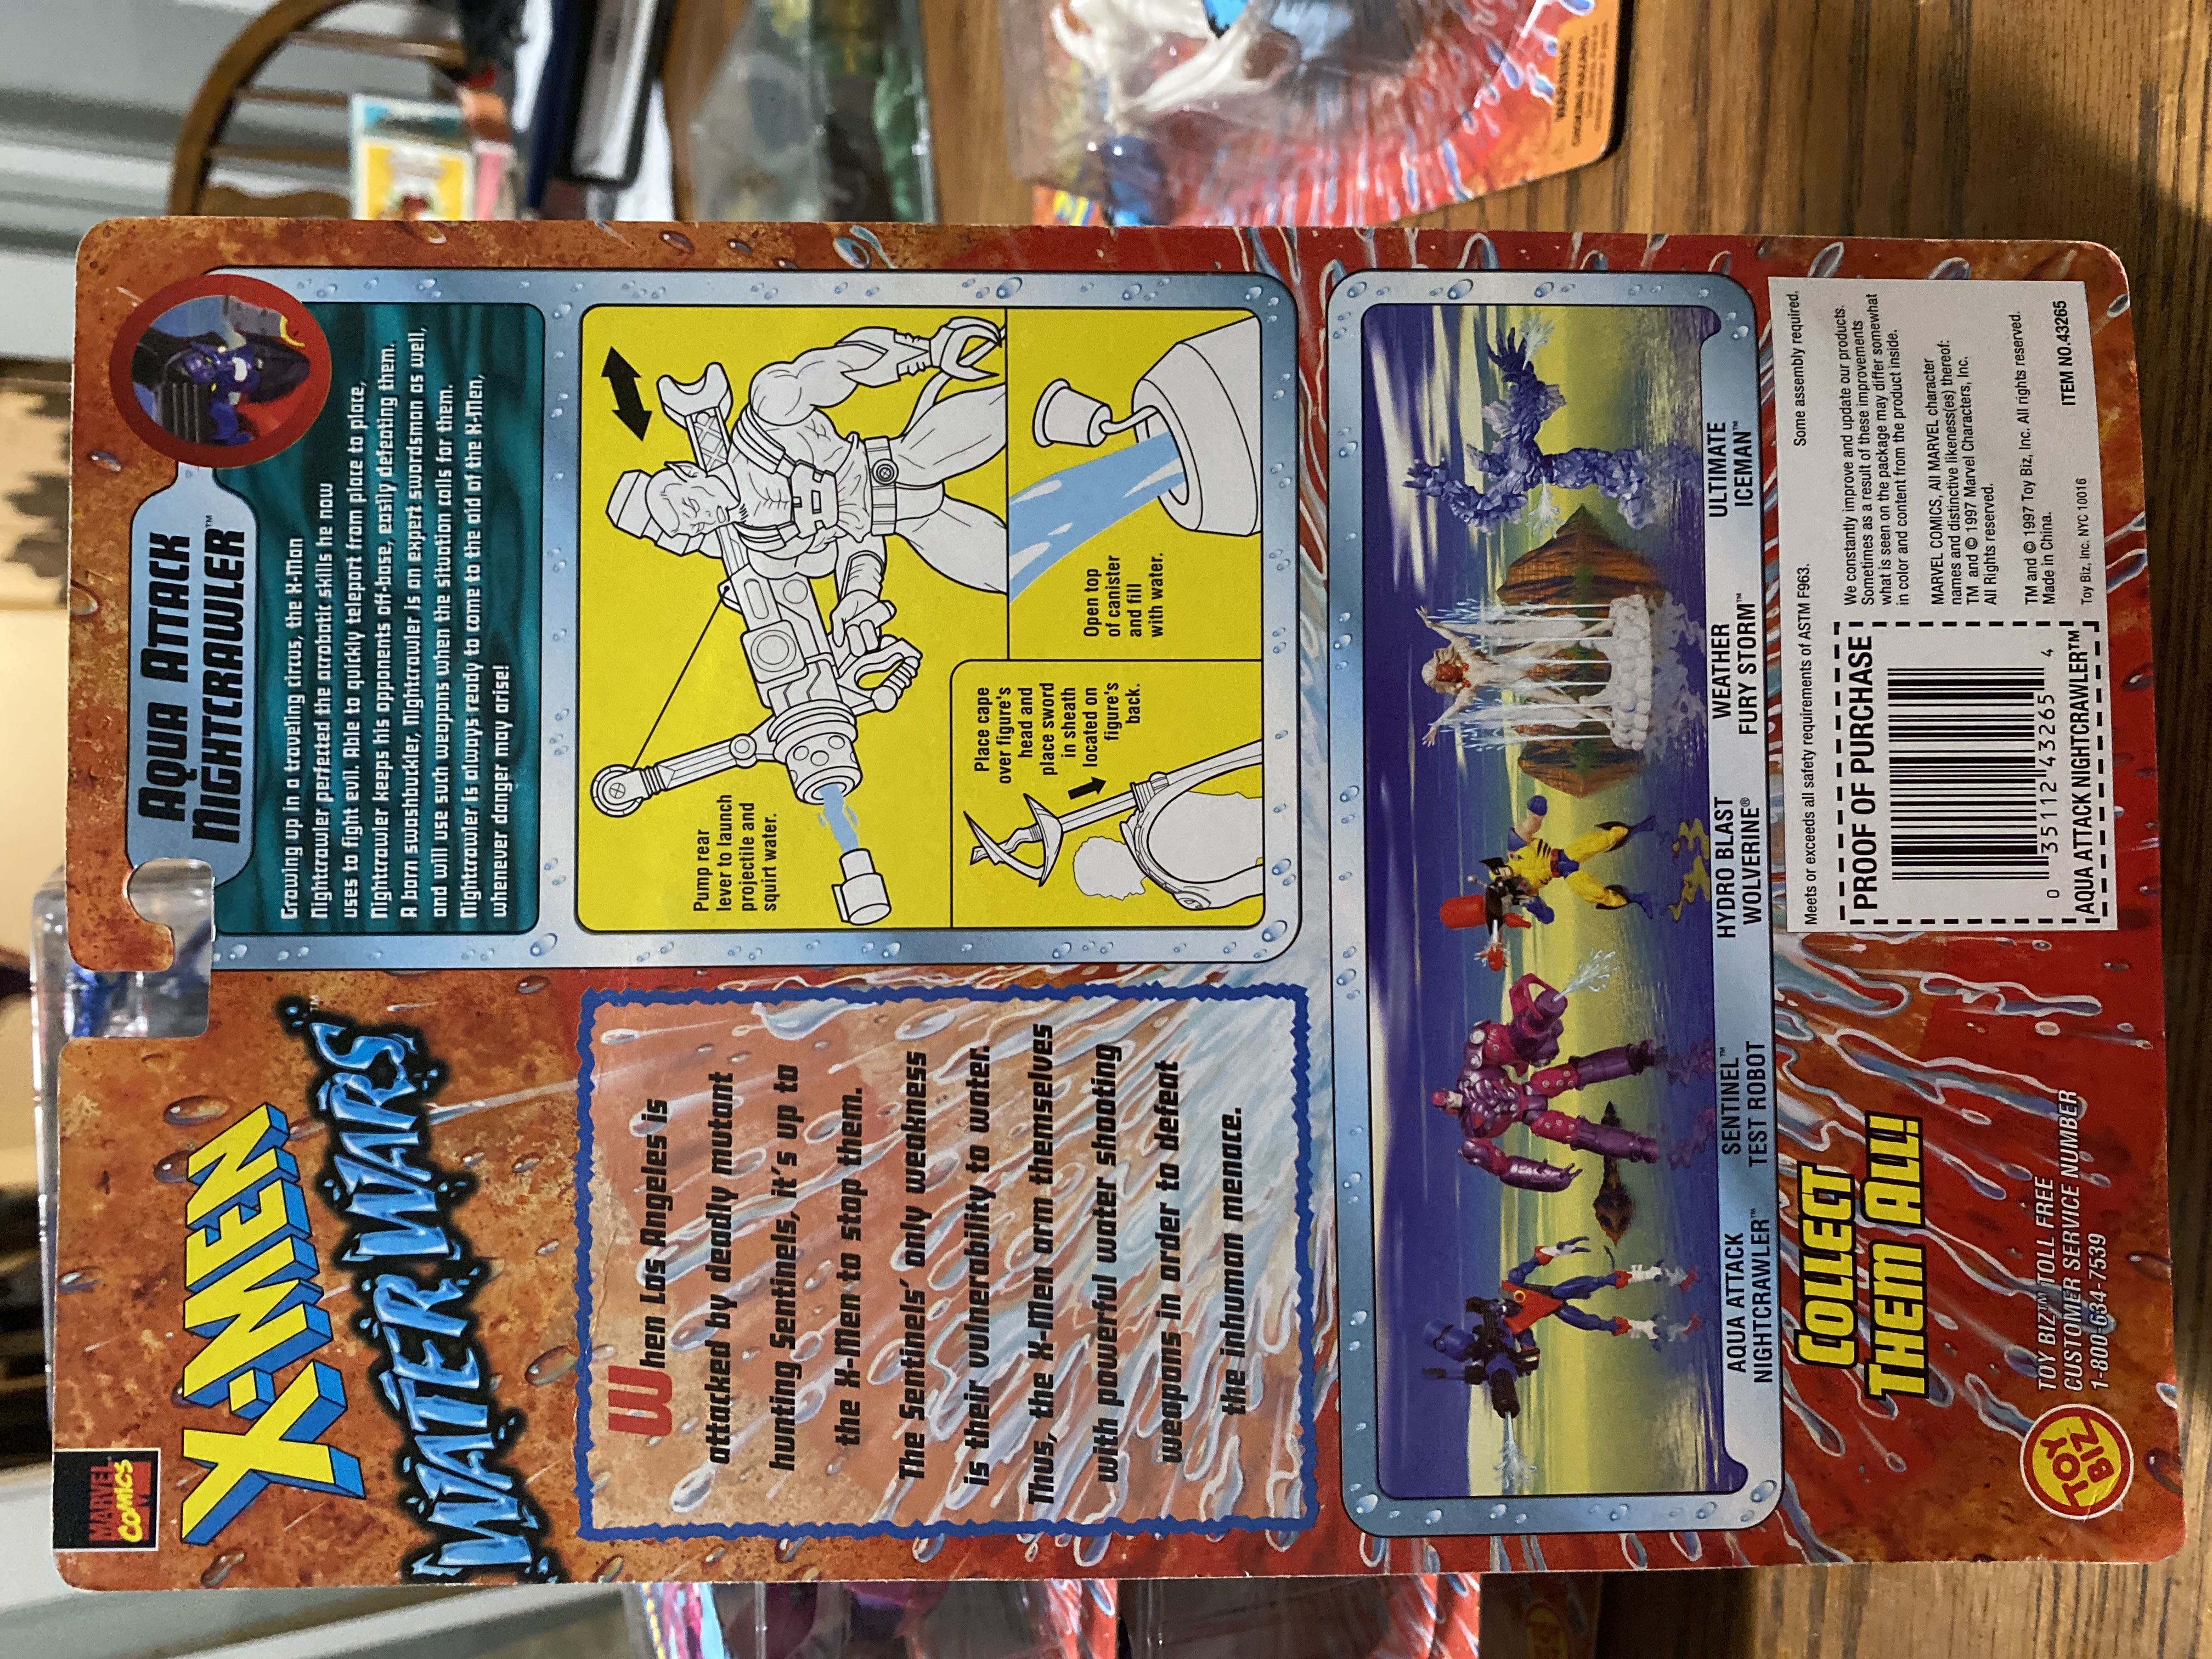 MARVEL
COMICS
X-MEN
WATER WARS™
AQUA ATTACK
NIGHTCRAWLER™
Growing up in a traveling circus, the X-Man
Nightcrawler perfected the acrobatic skills he now
uses to fight evil. Able to quickly teleport from place to place,
Nightcrawler keeps his opponents off-base, easily defeating them.
A born swashbuckler, Nightcrawler is an expert swordsman as well,
and will use such weapons when the situation calls for them.
Nightcrawler is always ready to come to the aid of the X-Men,
whenever danger may arise!
When Los Angeles is
attacked by deadly mutant
hunting Sentinels, it's up to
the X-Men to stop them.
The Sentinels' only weakness
is their vulnerability to water.
Thus, the X-Men arm themselves
with powerful water shooting
weapons in order to defeat
the inhuman menace.
Pump rear
lever to launch
projectile and
squirt water.
Place cape
over figure's
head and
place sword
in sheath
located on
figure's
back.
Open top
of canister
and fill
with water.
AQUA ATTACK
NIGHTCRAWLER™
SENTINEL™
TEST ROBOT
HYDRO BLAST
WOLVERINE®
WEATHER
FURY STORM™
ULTIMATE
ICEMAN™
COLLECT
THEM ALL!
TOY BIZ
TOY BIZ™ TOLL FREE
CUSTOMER SERVICE NUMBER
1-800-634-7539
Meets or exceeds all safety requirements of ASTM F963.
Some assembly required.
PROOF OF PURCHASE
0 35112 43265 4
AQUA ATTACK NIGHTCRAWLER™
We constantly improve and update our products.
Sometimes as a result of these improvements
what is seen on the package may differ somewhat
in color and content from the product inside.
MARVEL COMICS, All MARVEL character
names and distinctive likeness(es) thereof:
TM and © 1997 Marvel Characters, Inc.
All Rights reserved.
TM and © 1997 Toy Biz, Inc. All rights reserved.
Made in China.
Toy Biz, Inc. NYC 10016
ITEM NO.43265
WARNING:
CHOKING HAZARD